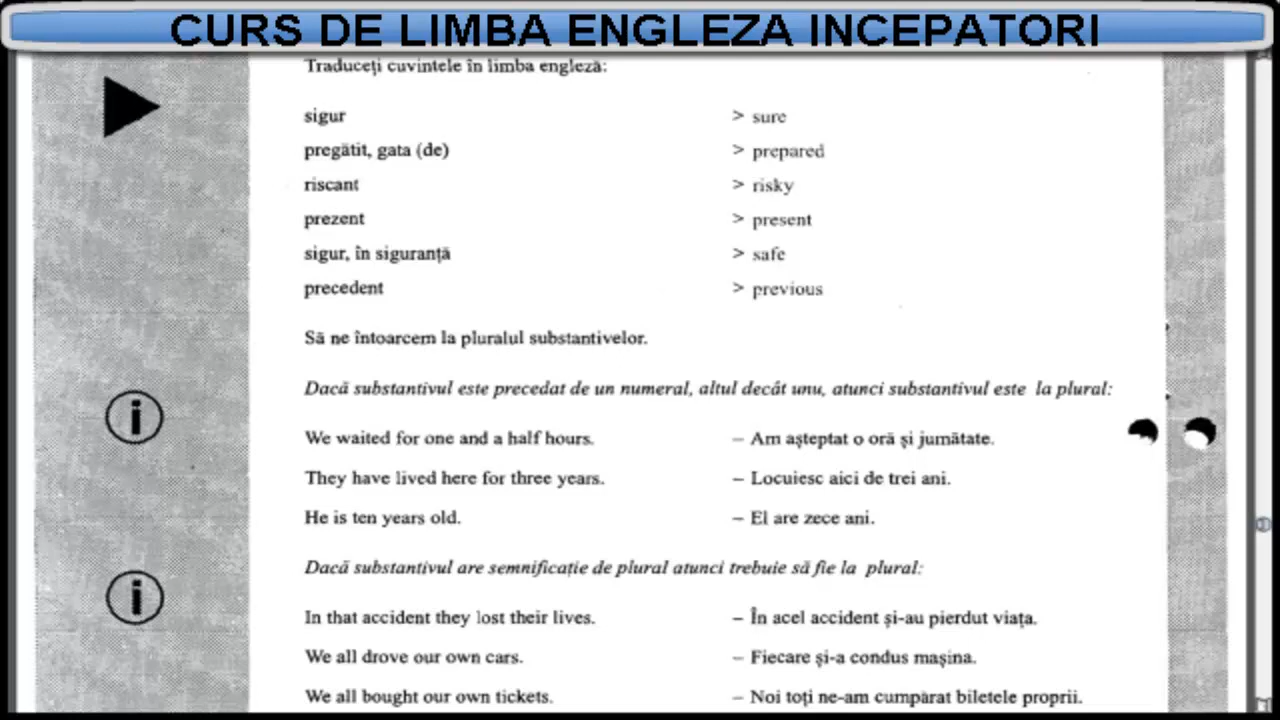 CURS DE LIMBA ENGLEZA INCEPATORI
Traduceți cuvintele în limba engleză:
sigur > sure
pregătit, gata (de) > prepared
riscant > risky
prezent > present
sigur, în siguranță > safe
precedent > previous
Să ne întoarcem la pluralul substantivelor.
Dacă substantivul este precedat de un numeral, altul decât unu, atunci substantivul este la plural:
We waited for one and a half hours. – Am așteptat o oră și jumătate.
They have lived here for three years. – Locuiesc aici de trei ani.
He is ten years old. – El are zece ani.
Dacă substantivul are semnificație de plural atunci trebuie să fie la plural:
In that accident they lost their lives. – În acel accident și-au pierdut viața.
We all drove our own cars. – Fiecare și-a condus mașina.
We all bought our own tickets. – Noi toți ne-am cumpărat biletele proprii.